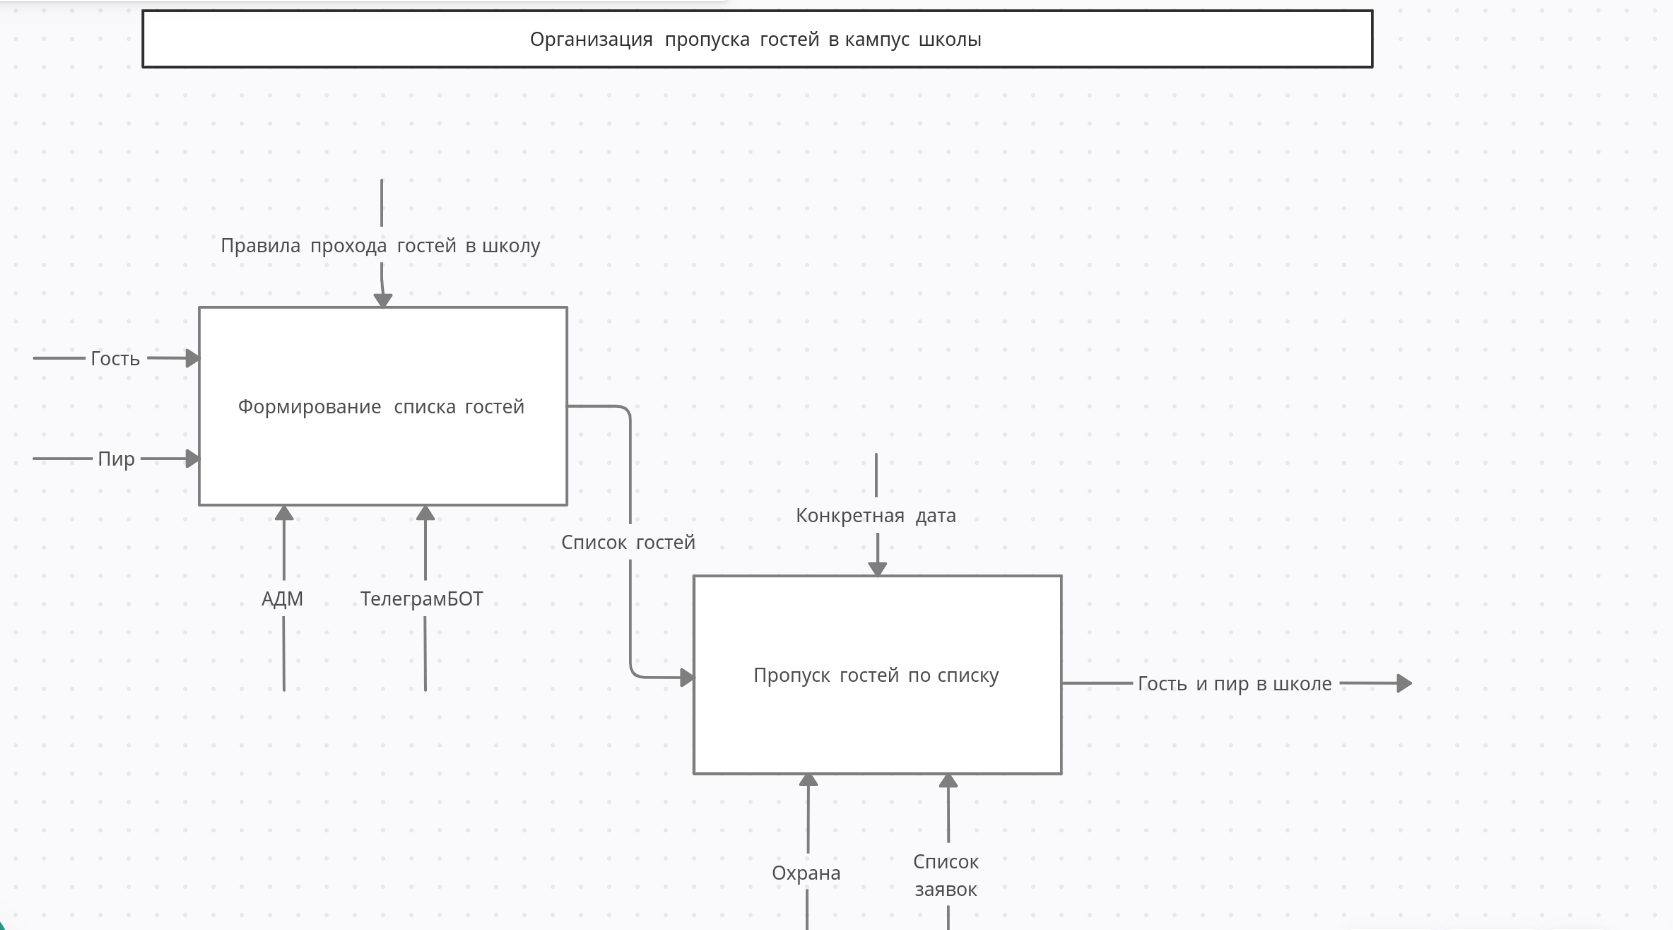 Организация пропуска гостей в кампус школы
Правила прохода гостей в школу
Гость
Формирование списка гостей
Пир
Конкретная дата
Список гостей
АДМ
ТелеграмБОТ
Пропуск гостей по списку
Гость и пир в школе
Охрана
Список
заявок